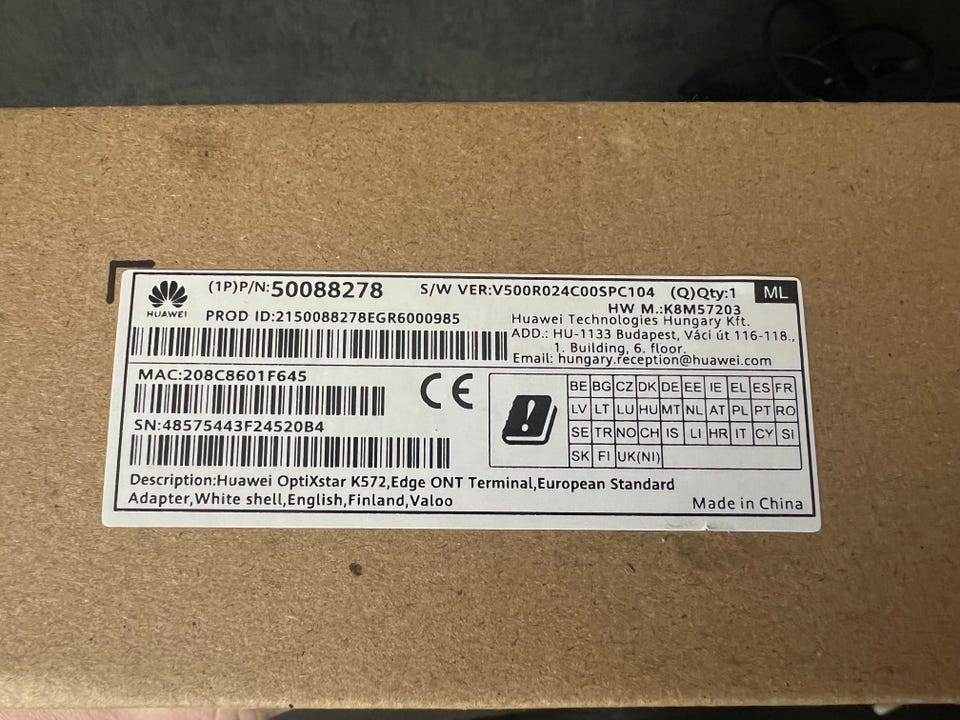 HUAWEI
(1P)P/N:50088278 S/W VER:V500R024C00SPC104 (Q)Qty:1 ML
HW M.:K8M57203
PROD ID:2150088278EGR6000985
Huawei Technologies Hungary Kft.
ADD.: HU-1133 Budapest, Váci út 116-118.,
1. Building, 6. floor.
Email: hungary.reception@huawei.com
MAC:208C8601F645
SN:48575443F24520B4
CE
BE BG CZ DK DE EE IE EL ES FR
LV LT LU HU MT NL AT PL PT RO
SE TR NO CH IS LI HR IT CY SI
SK FI UK(NI)
Description:Huawei OptiXstar K572,Edge ONT Terminal,European Standard
Adapter,White shell,English,Finland,Valoo
Made in China